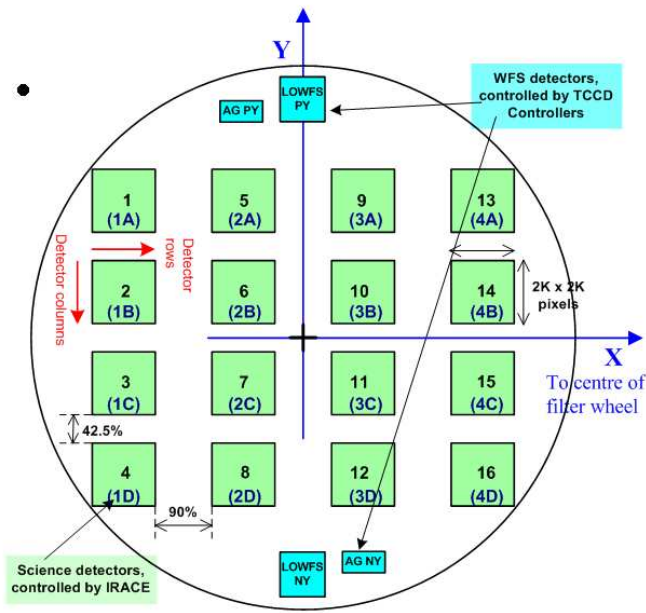 Y
LOWFS
PY
AG PY
WFS detectors,
controlled by TCCD
Controllers
1
(1A)
5
(2A)
9
(3A)
13
(4A)
Detector
rows
Detector columns
2
(1B)
6
(2B)
10
(3B)
14
(4B)
2K x 2K
pixels
X
To centre of
filter wheel
3
(1C)
7
(2C)
11
(3C)
15
(4C)
42.5%
4
(1D)
8
(2D)
12
(3D)
16
(4D)
90%
Science detectors,
controlled by IRACE
LOWFS
NY
AG NY